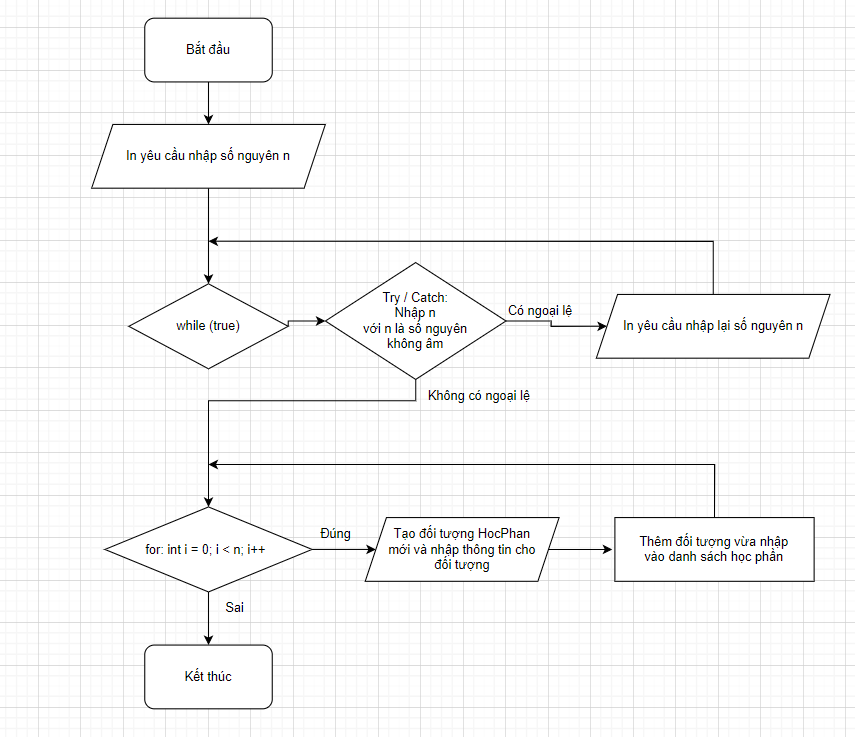 Bắt đầu
In yêu cầu nhập số nguyên n
while (true)
Try / Catch:
Nhập n
với n là số nguyên
không âm
Có ngoại lệ
In yêu cầu nhập lại số nguyên n
Không có ngoại lệ
for: int i = 0; i < n; i++
Đúng
Tạo đối tượng HocPhan
mới và nhập thông tin cho
đối tượng
Thêm đối tượng vừa nhập
vào danh sách học phần
Sai
Kết thúc